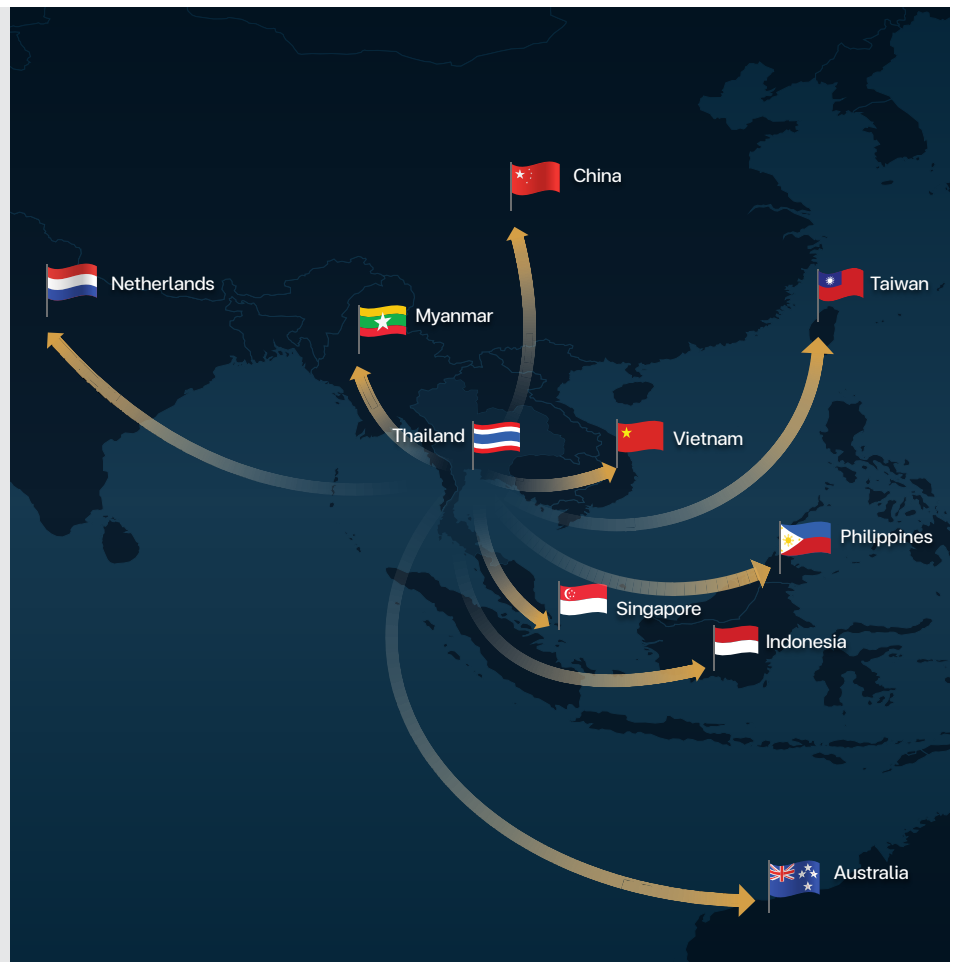 China
Netherlands
Taiwan
Myanmar
Thailand
Vietnam
Philippines
Singapore
Indonesia
Australia